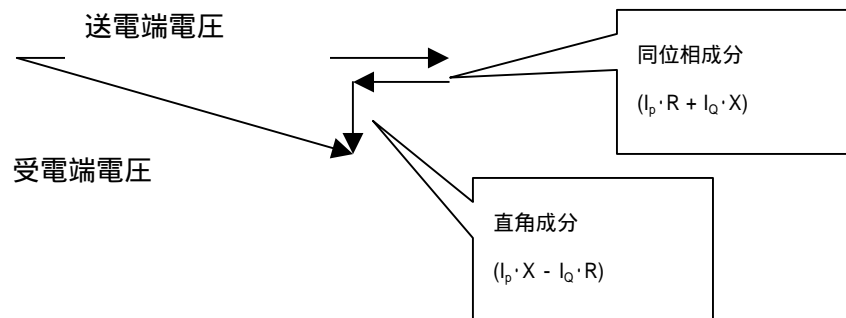 送電端電圧
同位相成分
(Ip·R + IQ·X)
受電端電圧
直角成分
(Ip·X - IQ·R)